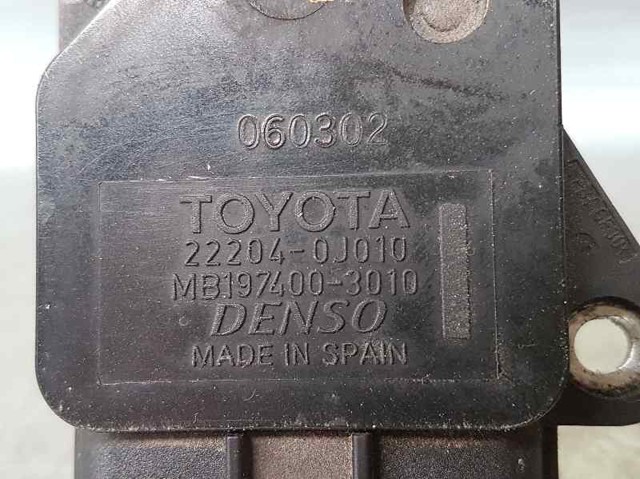 060302
TOYOTA
22204-0J010
MB197400-3010
DENSO
MADE IN SPAIN